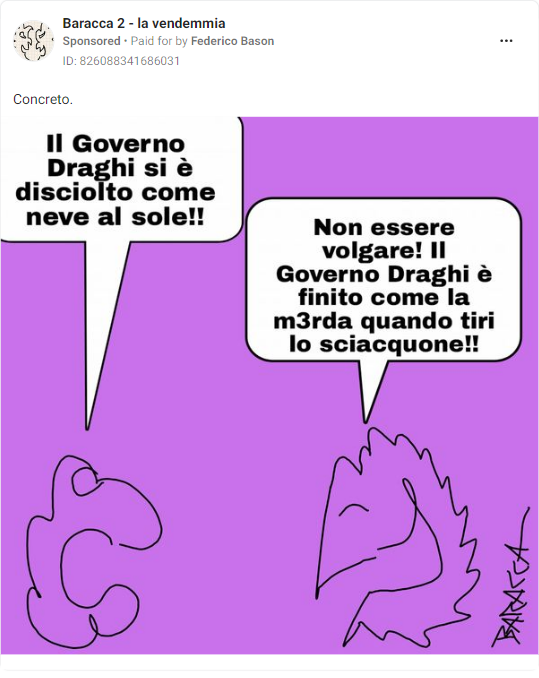 Baracca 2 - la vendemmia
Sponsored • Paid for by Federico Bason
ID: 826088341686031
Concreto.
Il Governo
Draghi si è
disciolto come
neve al sole!!
Non essere
volgare! Il
Governo Draghi è
finito come la
m3rda quando tiri
lo sciacquone!!
BARACCA